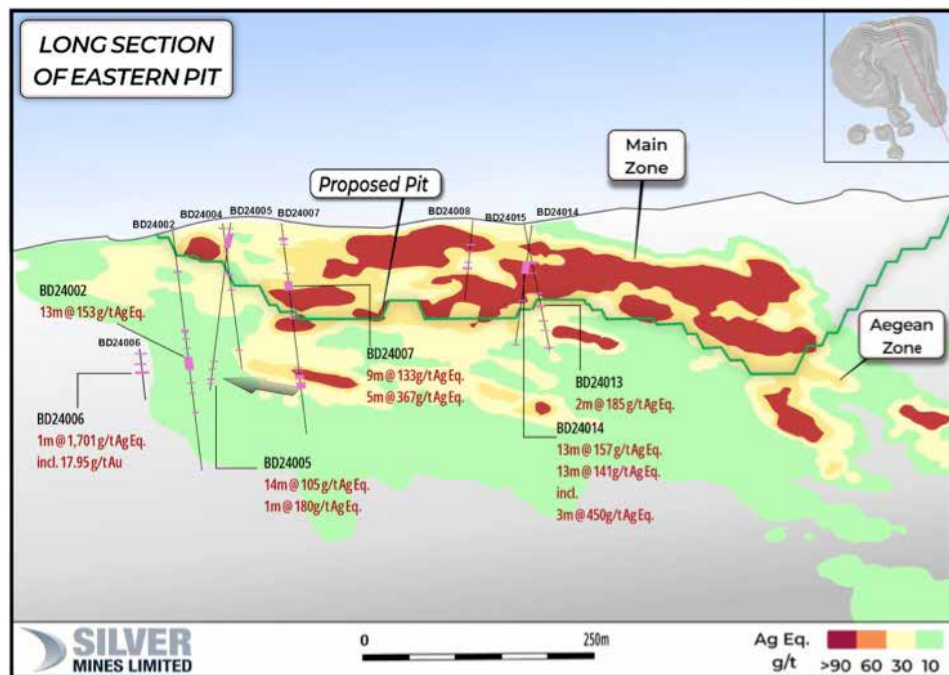 LONG SECTION
OF EASTERN PIT
Main
Zone
Proposed Pit
BD24002
BD24004
BD24005
BD24007
BD24008
BD24015
BD24014
BD24002
13m @ 153 g/t Ag Eq.
BD24006
BD24006
1m @ 1,701 g/t Ag Eq.
incl. 17.95 g/t Au
BD24005
14m @ 105 g/t Ag Eq.
1m @ 180g/t Ag Eq.
BD24007
9m @ 133g/t Ag Eq.
5m @ 367g/t Ag Eq.
BD24013
2m @ 185 g/t Ag Eq.
BD24014
13m @ 157 g/t Ag Eq.
13m @ 141g/t Ag Eq.
incl.
3m @ 450g/t Ag Eq.
Aegean
Zone
SILVER
MINES LIMITED
0 250m
Ag Eq.
g/t >90 60 30 10